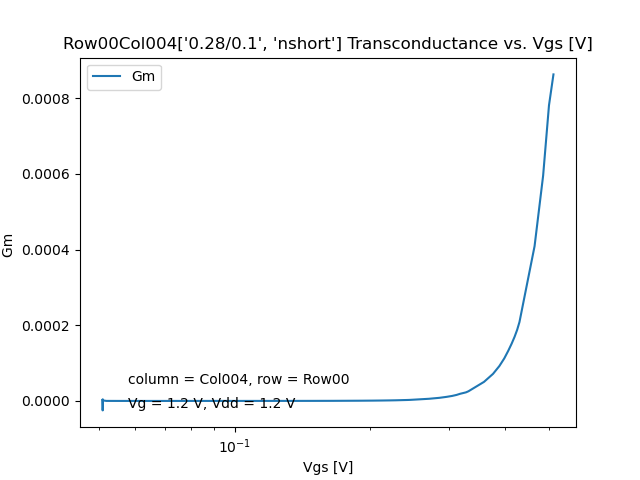 Row00Col004['0.28/0.1', 'nshort'] Transconductance vs. Vgs [V]
Gm
0.0008
0.0006
0.0004
0.0002
0.0000
Gm
column = Col004, row = Row00
Vg = 1.2 V, Vdd = 1.2 V
10⁻¹
Vgs [V]